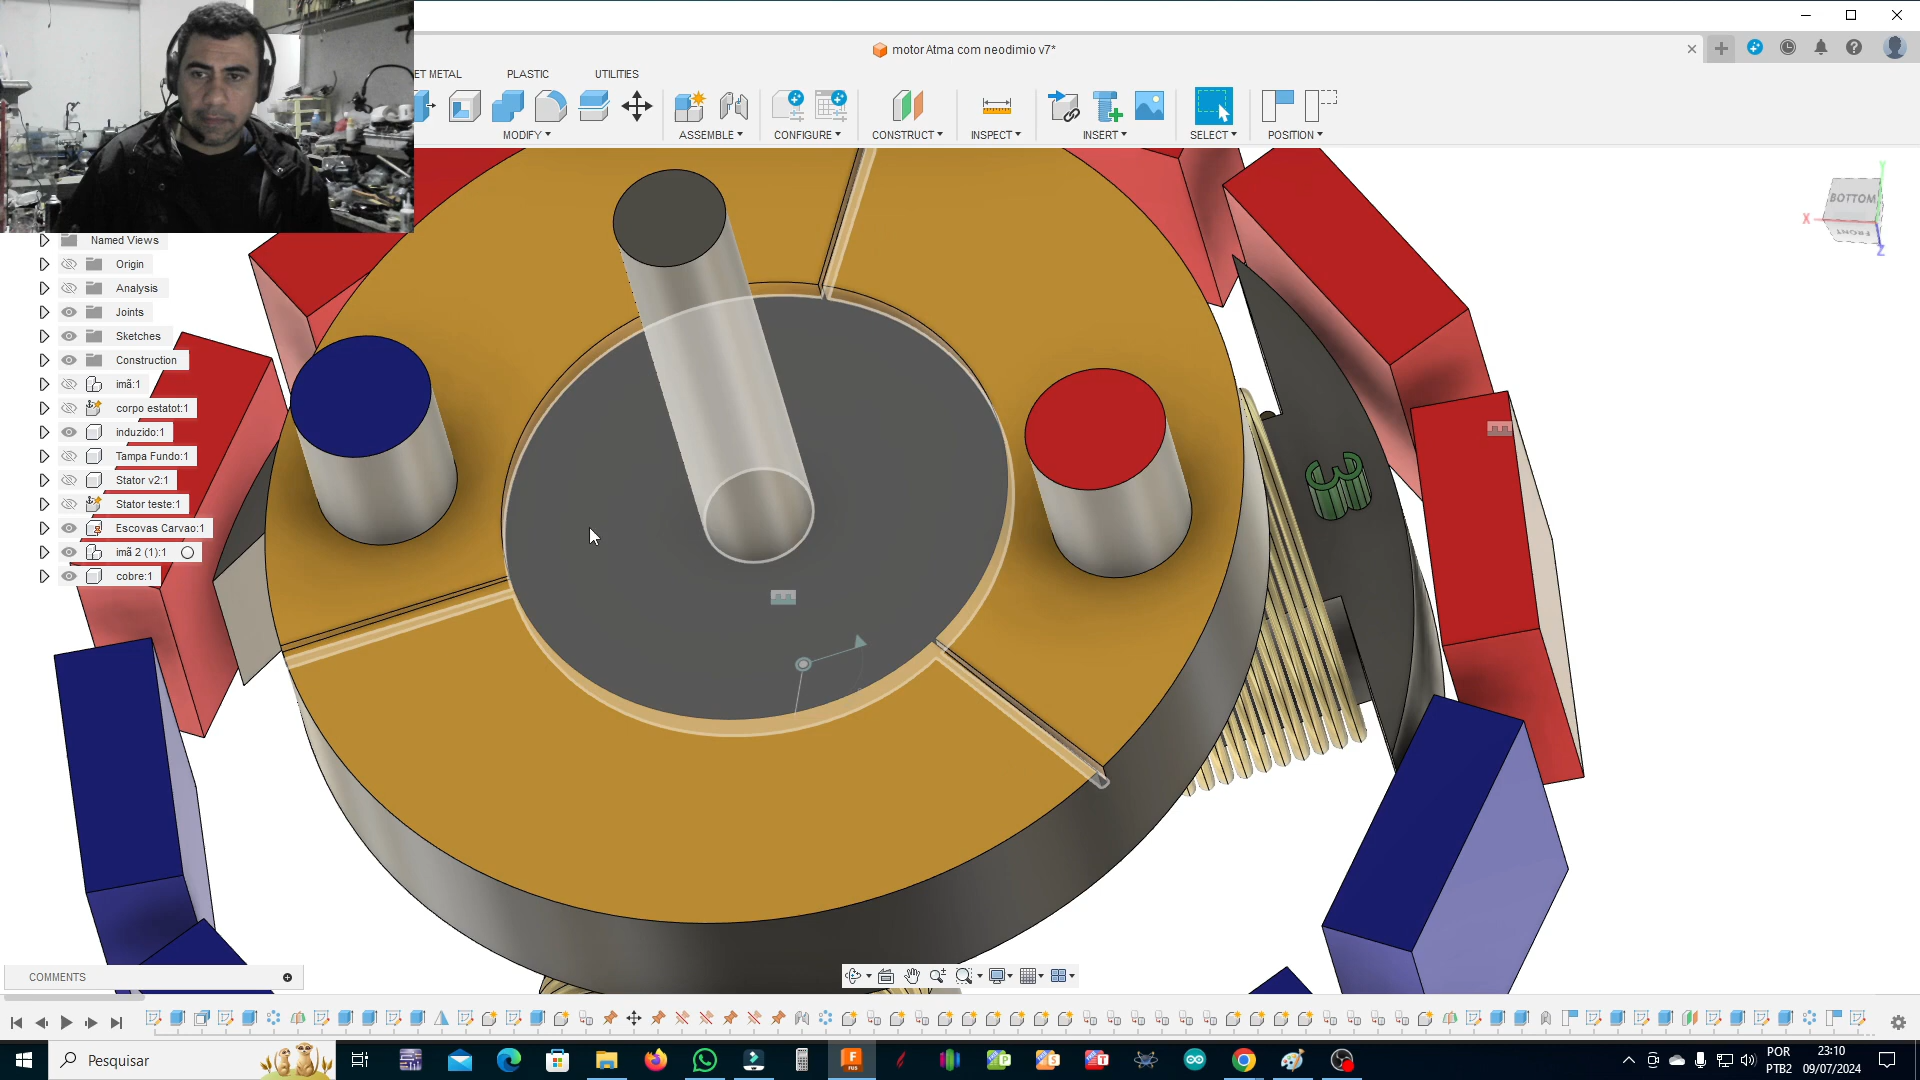 motor Atma com neodimio v7*
ET METAL
PLASTIC
UTILITIES
MODIFY
ASSEMBLE
CONFIGURE
CONSTRUCT
INSPECT
INSERT
SELECT
POSITION
BOTTOM
FRONT
X
Y
Z
Named Views
Origin
Analysis
Joints
Sketches
Construction
imã:1
corpo estatot:1
induzido:1
Tampa Fundo:1
Stator v2:1
Stator teste:1
Escovas Carvao:1
imã 2 (1):1
cobre:1
3
COMMENTS
Pesquisar
F
FUS
P
S
T
POR
PTB2
23:10
09/07/2024